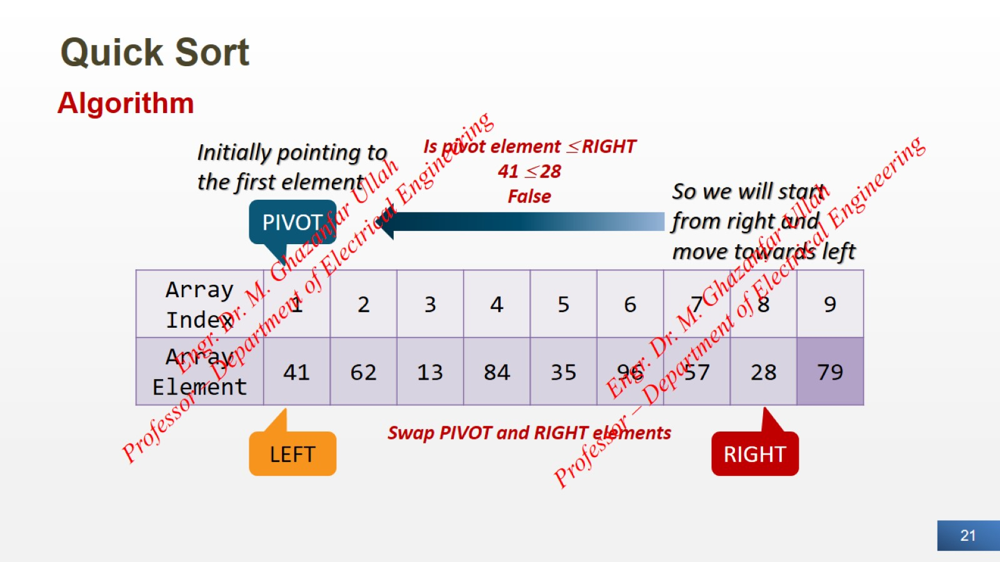 Quick Sort
Algorithm
Initially pointing to
the first element
Is pivot element ≤RIGHT
41 ≤28
False
So we will start
from right and
move towards left
PIVOT
Array Index 1 2 3 4 5 6 7 8 9
Array Element 41 62 13 84 35 96 57 28 79
LEFT
Swap PIVOT and RIGHT elements
RIGHT
Engr. Dr. M. Ghazanfar Ullah
Professor – Department of Electrical Engineering
Engr. Dr. M. Ghazanfar Ullah
Professor – Department of Electrical Engineering
21